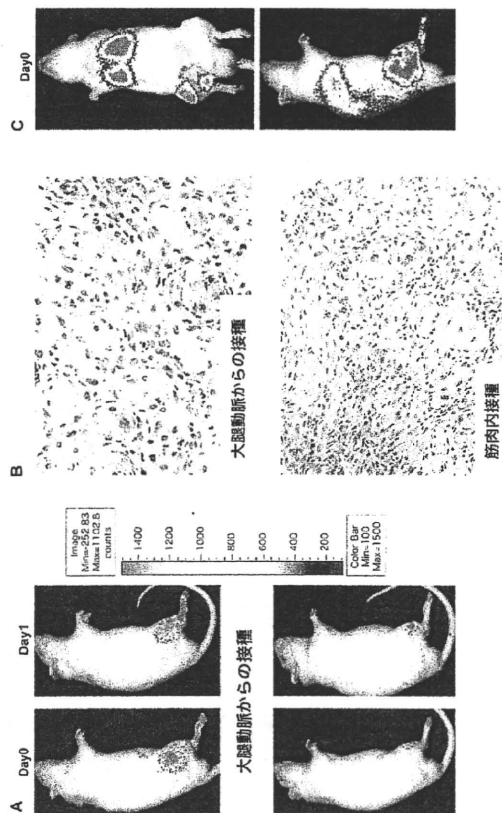 A
Day0
Day1
大腿動脈からの接種
Image
Min=-252.83
Max=1102.8
counts
1400
1200
1000
800
600
400
200
Color Bar
Min=100
Max=1500
B
大腿動脈からの接種
筋肉内接種
C
Day0